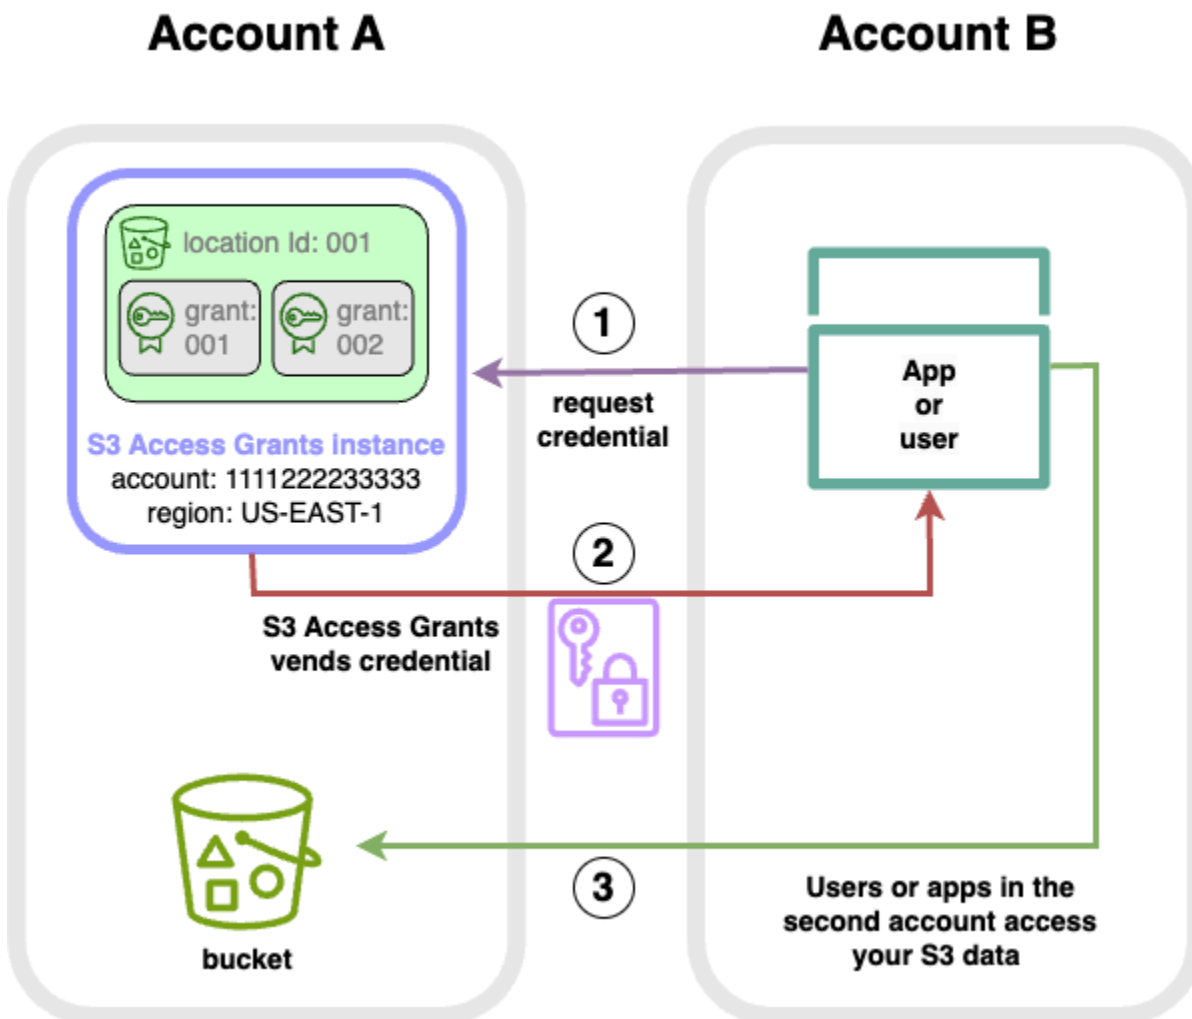 Account A
Account B
location Id: 001
grant:
001
grant:
002
S3 Access Grants instance
account: 1111222233333
region: US-EAST-1
1
request
credential
App
or
user
2
S3 Access Grants
vends credential
3
bucket
Users or apps in the
second account access
your S3 data